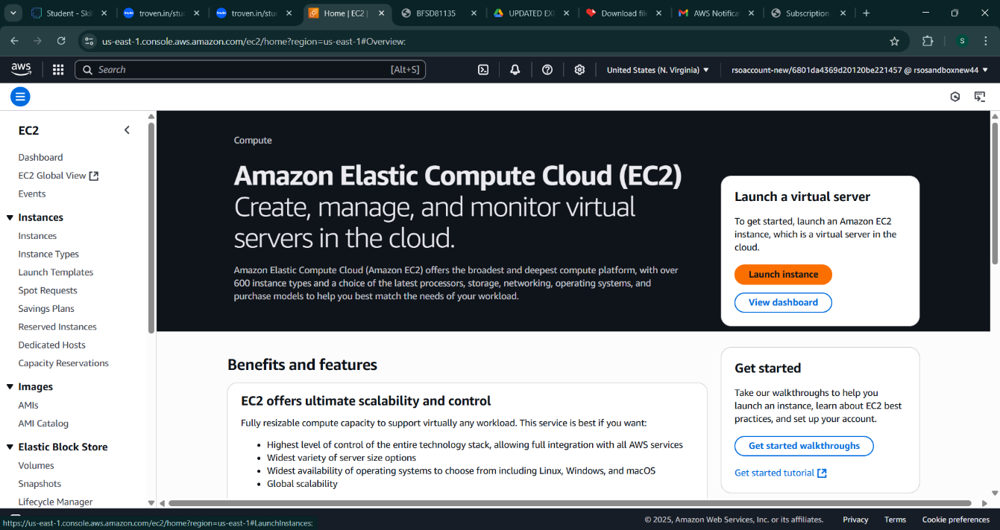 Student - Skil
troven.in/stud
troven.in/stud
Home | EC2 |
BFSD81135
UPDATED EXI
Download file
AWS Notifica
Subscription
us-east-1.console.aws.amazon.com/ec2/home?region=us-east-1#Overview:
S
aws
Search
[Alt+S]
United States (N. Virginia)
rsoaccount-new/6801da4369d20120be221457 @ rsosandboxnew44
EC2
Dashboard
EC2 Global View
Events
Instances
Instances
Instance Types
Launch Templates
Spot Requests
Savings Plans
Reserved Instances
Dedicated Hosts
Capacity Reservations
Images
AMIs
AMI Catalog
Elastic Block Store
Volumes
Snapshots
Lifecycle Manager
Compute
Amazon Elastic Compute Cloud (EC2)
Create, manage, and monitor virtual
servers in the cloud.
Amazon Elastic Compute Cloud (Amazon EC2) offers the broadest and deepest compute platform, with over
600 instance types and a choice of the latest processors, storage, networking, operating systems, and
purchase models to help you best match the needs of your workload.
Launch a virtual server
To get started, launch an Amazon EC2
instance, which is a virtual server in the
cloud.
Launch instance
View dashboard
Benefits and features
EC2 offers ultimate scalability and control
Fully resizable compute capacity to support virtually any workload. This service is best if you want:
• Highest level of control of the entire technology stack, allowing full integration with all AWS services
• Widest variety of server size options
• Widest availability of operating systems to choose from including Linux, Windows, and macOS
• Global scalability
Get started
Take our walkthroughs to help you
launch an instance, learn about EC2 best
practices, and set up your account.
Get started walkthroughs
Get started tutorial
https://us-east-1.console.aws.amazon.com/ec2/home?region=us-east-1#LaunchInstances:
© 2025, Amazon Web Services, Inc. or its affiliates.
Privacy
Terms
Cookie preferences